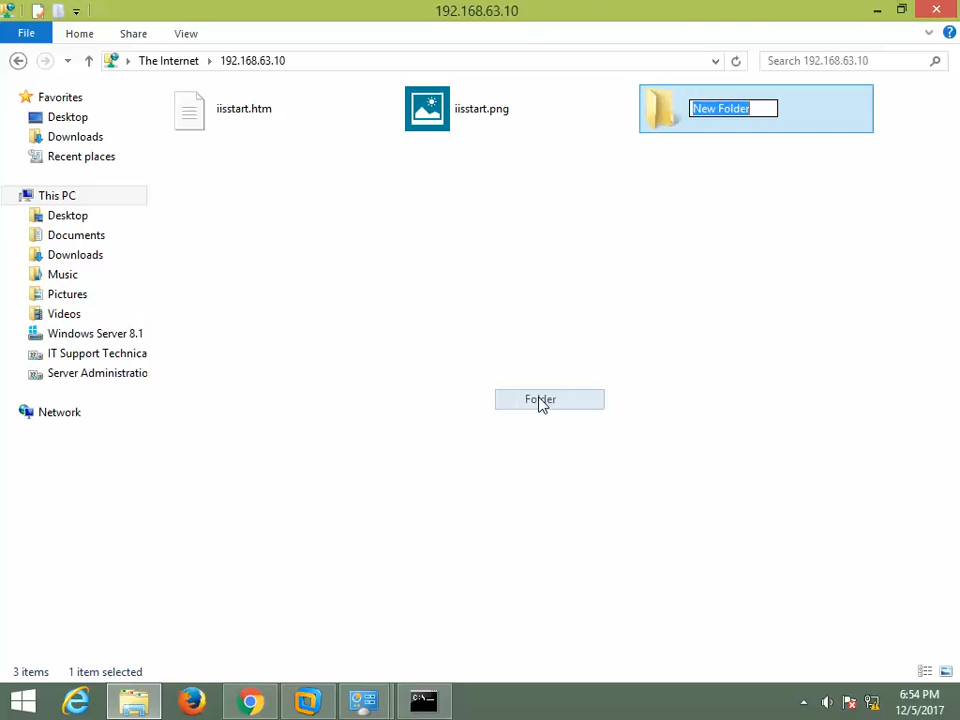 192.168.63.10
File
Home
Share
View
The Internet
192.168.63.10
Search 192.168.63.10
Favorites
Desktop
Downloads
Recent places
This PC
Desktop
Documents
Downloads
Music
Pictures
Videos
Windows Server 8.1
IT Support Technica
Server Administratio
Network
iisstart.htm
iisstart.png
New Folder
Folder
3 items
1 item selected
C:\
6:54 PM
12/5/2017